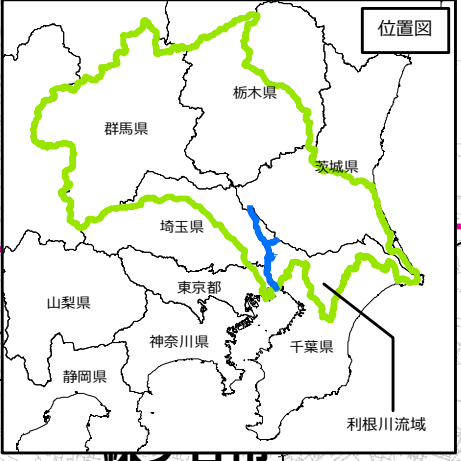 位置図
栃木県
群馬県
茨城県
埼玉県
東京都
山梨県
神奈川県
千葉県
静岡県
利根川流域